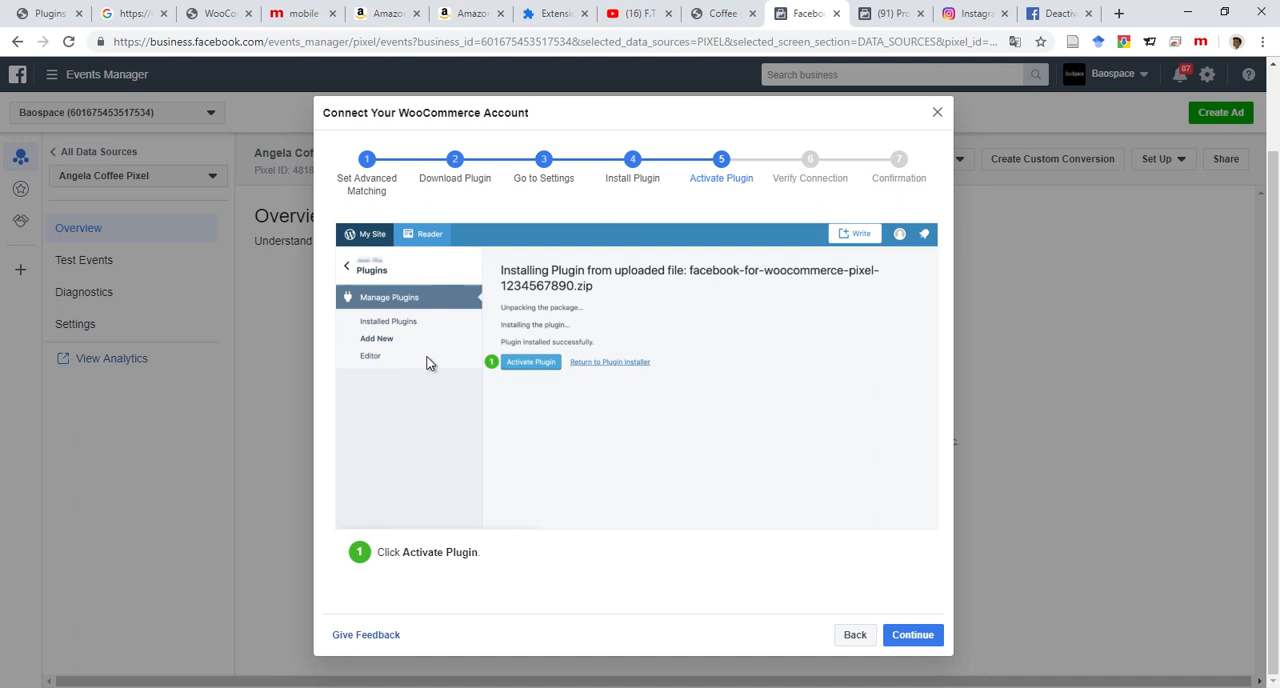 Plugins
https://
WooCo
mobile
Amazo
Amazo
Extensi
(16) F.T
Coffee
Facebo
(91) Pr
Instagr
Deactiv
https://business.facebook.com/events_manager/pixel/events?business_id=601675453517534&selected_data_sources=PIXEL&selected_screen_section=DATA_SOURCES&pixel_id=...
Events Manager
Search business
Baospace
87
Baospace (601675453517534)
Create Ad
All Data Sources
Angela Coffee Pixel
Overview
Test Events
Diagnostics
Settings
View Analytics
Angela Cof
Pixel ID: 4818
Create Custom Conversion
Set Up
Share
Overvie
Understand
Connect Your WooCommerce Account
1 2 3 4 5 6 7
Set Advanced Matching
Download Plugin
Go to Settings
Install Plugin
Activate Plugin
Verify Connection
Confirmation
My Site
Reader
Write
Plugins
Manage Plugins
Installed Plugins
Add New
Editor
Installing Plugin from uploaded file: facebook-for-woocommerce-pixel-
1234567890.zip
Unpacking the package...
Installing the plugin...
Plugin installed successfully.
1 Activate Plugin Return to Plugin Installer
1 Click Activate Plugin.
Give Feedback
Back
Continue